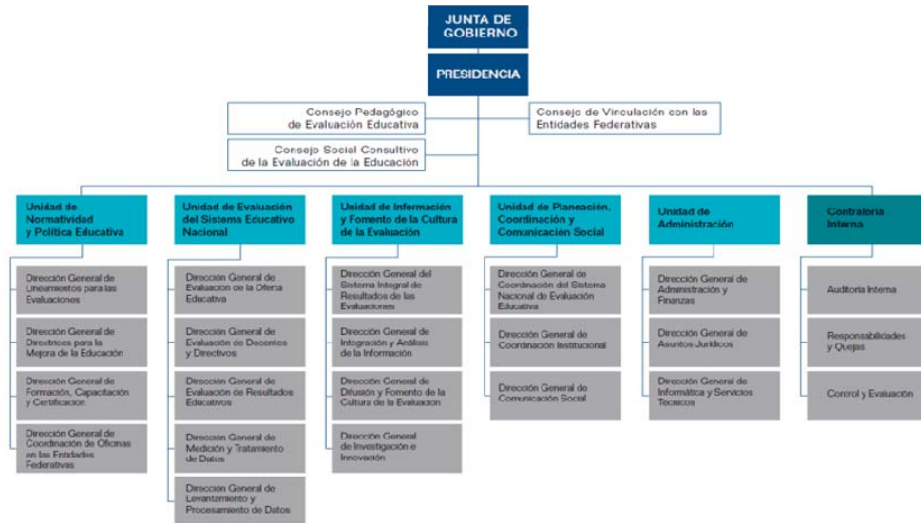 JUNTA DE
GOBIERNO
PRESIDENCIA
Consejo Pedagógico
de Evaluación Educativa
Consejo de Vinculación con las
Entidades Federativas
Consejo Social Consultivo
de la Evaluación de la Educación
Unidad de
Normatividad
y Política Educativa
Dirección General de
Lineamientos para las
Evaluaciones
Dirección General de
Directrices para la
Mejora de la Educación
Dirección General de
Formación, Capacitación
y Certificación
Dirección General de
Coordinación de Oficinas
en las Entidades
Federativas
Unidad de Evaluación
del Sistema Educativo
Nacional
Dirección General de
Evaluación de la Oferta
Educativa
Dirección General de
Evaluación de Docentes
y Directivos
Dirección General de
Evaluación de Resultados
Educativos
Dirección General de
Medición y Tratamiento
de Datos
Dirección General de
Levantamiento y
Procesamiento de Datos
Unidad de Información
y Fomento de la Cultura
de la Evaluación
Dirección General del
Sistema Integral de
Resultados de las
Evaluaciones
Dirección General de
Integración y Análisis
de la Información
Dirección General de
Difusión y Fomento de la
Cultura de la Evaluación
Dirección General
de Investigación e
Innovación
Unidad de Planeación,
Coordinación y
Comunicación Social
Dirección General de
Coordinación del Sistema
Nacional de Evaluación
Educativa
Dirección General de
Coordinación Institucional
Dirección General de
Comunicación Social
Unidad de
Administración
Dirección General de
Administración y
Finanzas
Dirección General de
Asuntos Jurídicos
Dirección General de
Informática y Servicios
Técnicos
Contraloría
Interna
Auditoría Interna
Responsabilidades
y Quejas
Control y Evaluación